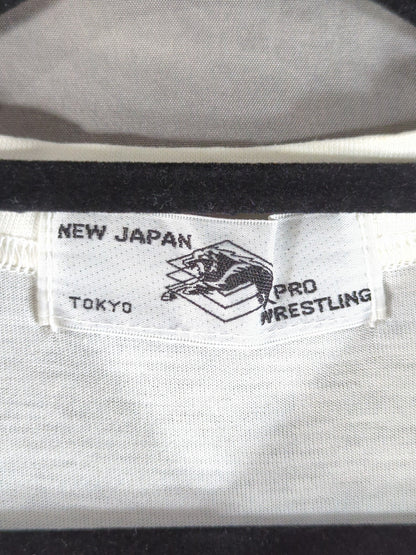 NEW JAPAN
TOKYO
PRO
WRESTLING